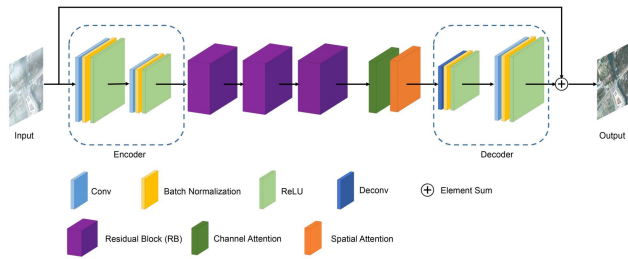 Input
Encoder
Decoder
Output
Conv
Batch Normalization
ReLU
Deconv
Element Sum
Residual Block (RB)
Channel Attention
Spatial Attention